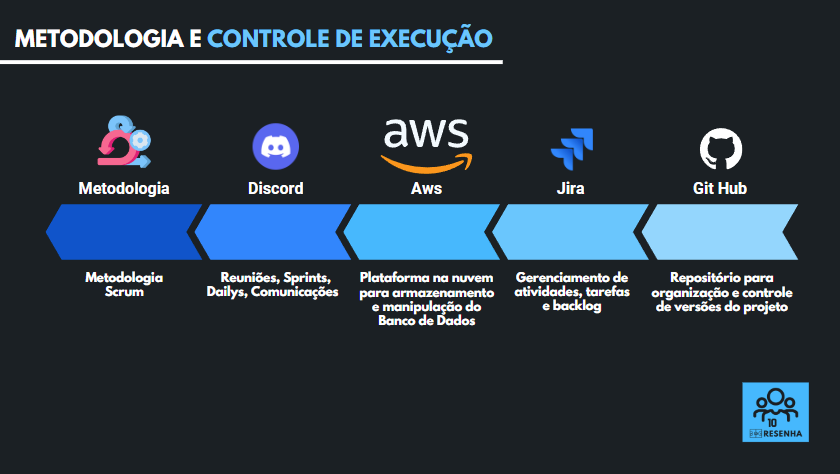 METODOLOGIA E CONTROLE DE EXECUÇÃO
aws
Metodologia
Discord
Aws
Jira
Git Hub
Metodologia
Scrum
Reuniões, Sprints,
Dailys, Comunicações
Plataforma na nuvem
para armazenamento
e manipulação do
Banco de Dados
Gerenciamento de
atividades, tarefas
e backlog
Repositório para
organização e controle
de versões do projeto
10
RESENHA